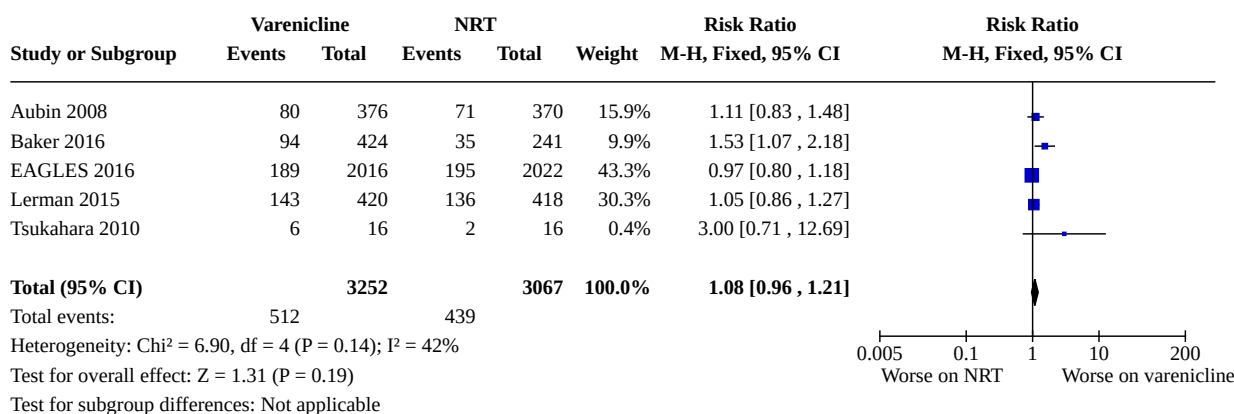 Varenicline NRT Risk Ratio Risk Ratio
Study or Subgroup Events Total Events Total Weight M-H, Fixed, 95% CI M-H, Fixed, 95% CI
Aubin 2008 80 376 71 370 15.9% 1.11 [0.83 , 1.48]
Baker 2016 94 424 35 241 9.9% 1.53 [1.07 , 2.18]
EAGLES 2016 189 2016 195 2022 43.3% 0.97 [0.80 , 1.18]
Lerman 2015 143 420 136 418 30.3% 1.05 [0.86 , 1.27]
Tsukahara 2010 6 16 2 16 0.4% 3.00 [0.71 , 12.69]
Total (95% CI) 3252 3067 100.0% 1.08 [0.96 , 1.21]
Total events: 512 439
Heterogeneity: Chi² = 6.90, df = 4 (P = 0.14); I² = 42%
Test for overall effect: Z = 1.31 (P = 0.19)
Test for subgroup differences: Not applicable
0.005 0.1 1 10 200
Worse on NRT Worse on varenicline